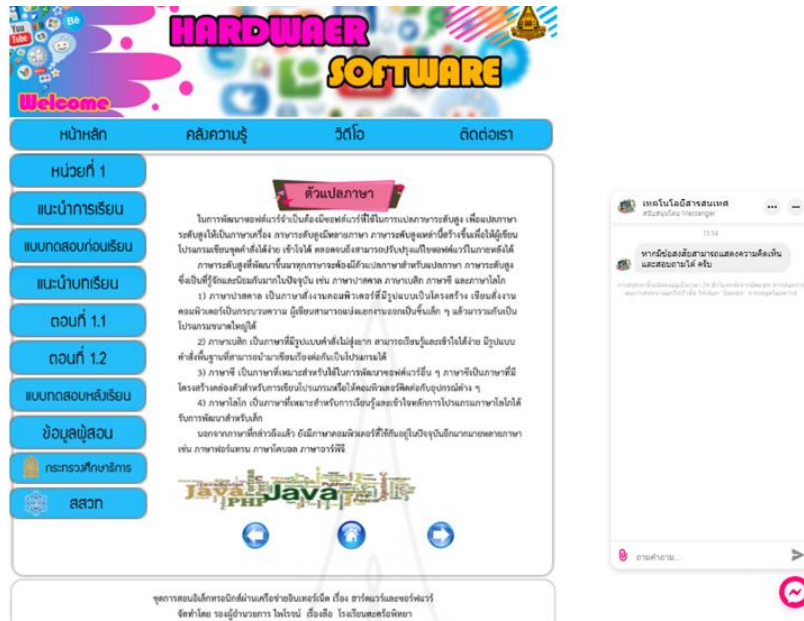 You
Tube
Bē
HARDWAER
SOFTWARE
Welcome
หน้าหลัก
คลังความรู้
วิดีโอ
ติดต่อเรา
หน่วยที่ 1
แนะนำการเรียน
แบบทดสอบก่อนเรียน
แนะนำบทเรียน
ตอนที่ 1.1
ตอนที่ 1.2
แบบทดสอบหลังเรียน
ข้อมูลผู้สอน
กระทรวงศึกษาธิการ
สสวท
ตัวแปลภาษา
ในการพัฒนาซอฟต์แวร์จำเป็นต้องมีซอฟต์แวร์ที่ใช้ในการแปลภาษาระดับสูง เพื่อแปลภาษา
ระดับสูงให้เป็นภาษาเครื่อง ภาษาระดับสูงมีหลายภาษา ภาษาระดับสูงเหล่านี้สร้างขึ้นเพื่อให้ผู้เขียน
โปรแกรมเขียนชุดคำสั่งได้ง่าย เข้าใจได้ ตลอดจนถึงสามารถปรับปรุงแก้ไขซอฟต์แวร์ในภายหลังได้
ภาษาระดับสูงที่พัฒนาขึ้นมาทุกภาษาจะต้องมีตัวแปลภาษาสำหรับแปลภาษา ภาษาระดับสูง
ซึ่งเป็นที่รู้จักและนิยมกันมากในปัจจุบัน เช่น ภาษาปาสคาล ภาษาเบสิก ภาษาซี และภาษาโลโก
1) ภาษาปาสคาล เป็นภาษาสั่งงานคอมพิวเตอร์ที่มีรูปแบบเป็นโครงสร้าง เขียนสั่งงาน
คอมพิวเตอร์เป็นกระบวนความ ผู้เขียนสามารถแบ่งแยกงานออกเป็นชิ้นเล็ก ๆ แล้วมารวมกันเป็น
โปรแกรมขนาดใหญ่ได้
2) ภาษาเบสิก เป็นภาษาที่มีรูปแบบคำสั่งไม่ยุ่งยาก สามารถเรียนรู้และเข้าใจได้ง่าย มีรูปแบบ
คำสั่งพื้นฐานที่สามารถนำมาเขียนเรียงต่อกันเป็นโปรแกรมได้
3) ภาษาซี เป็นภาษาที่เหมาะสำหรับใช้ในการพัฒนาซอฟต์แวร์อื่น ๆ ภาษาซีเป็นภาษาที่มี
โครงสร้างคล่องตัวสำหรับการเขียนโปรแกรมหรือให้คอมพิวเตอร์ติดต่อกับอุปกรณ์ต่าง ๆ
4) ภาษาโลโก เป็นภาษาที่เหมาะสำหรับการเรียนรู้และเข้าใจหลักการโปรแกรมภาษาโลโกได้
รับการพัฒนาสำหรับเด็ก
นอกจากภาษาที่กล่าวถึงแล้ว ยังมีภาษาคอมพิวเตอร์ที่ใช้กันอยู่ในปัจจุบันอีกมากมายหลายภาษา
เช่น ภาษาฟอร์แทรน ภาษาโคบอล ภาษาอาร์พีจี
Java
PHP
Java
ชุดการสอนอิเล็กทรอนิกส์ผ่านเครือข่ายอินเทอร์เน็ต เรื่อง ฮาร์ดแวร์และซอฟต์แวร์
จัดทำโดย รองผู้อำนวยการ ไพโรจน์ เรื่องลือ โรงเรียนตะคร้อพิทยา
เทคโนโลยีสารสนเทศ
สนับสนุนโดย Messenger
11:14
หากมีข้อสงสัยสามารถแสดงความคิดเห็น
และสอบถามได้ ครับ
ถามคำถาม...